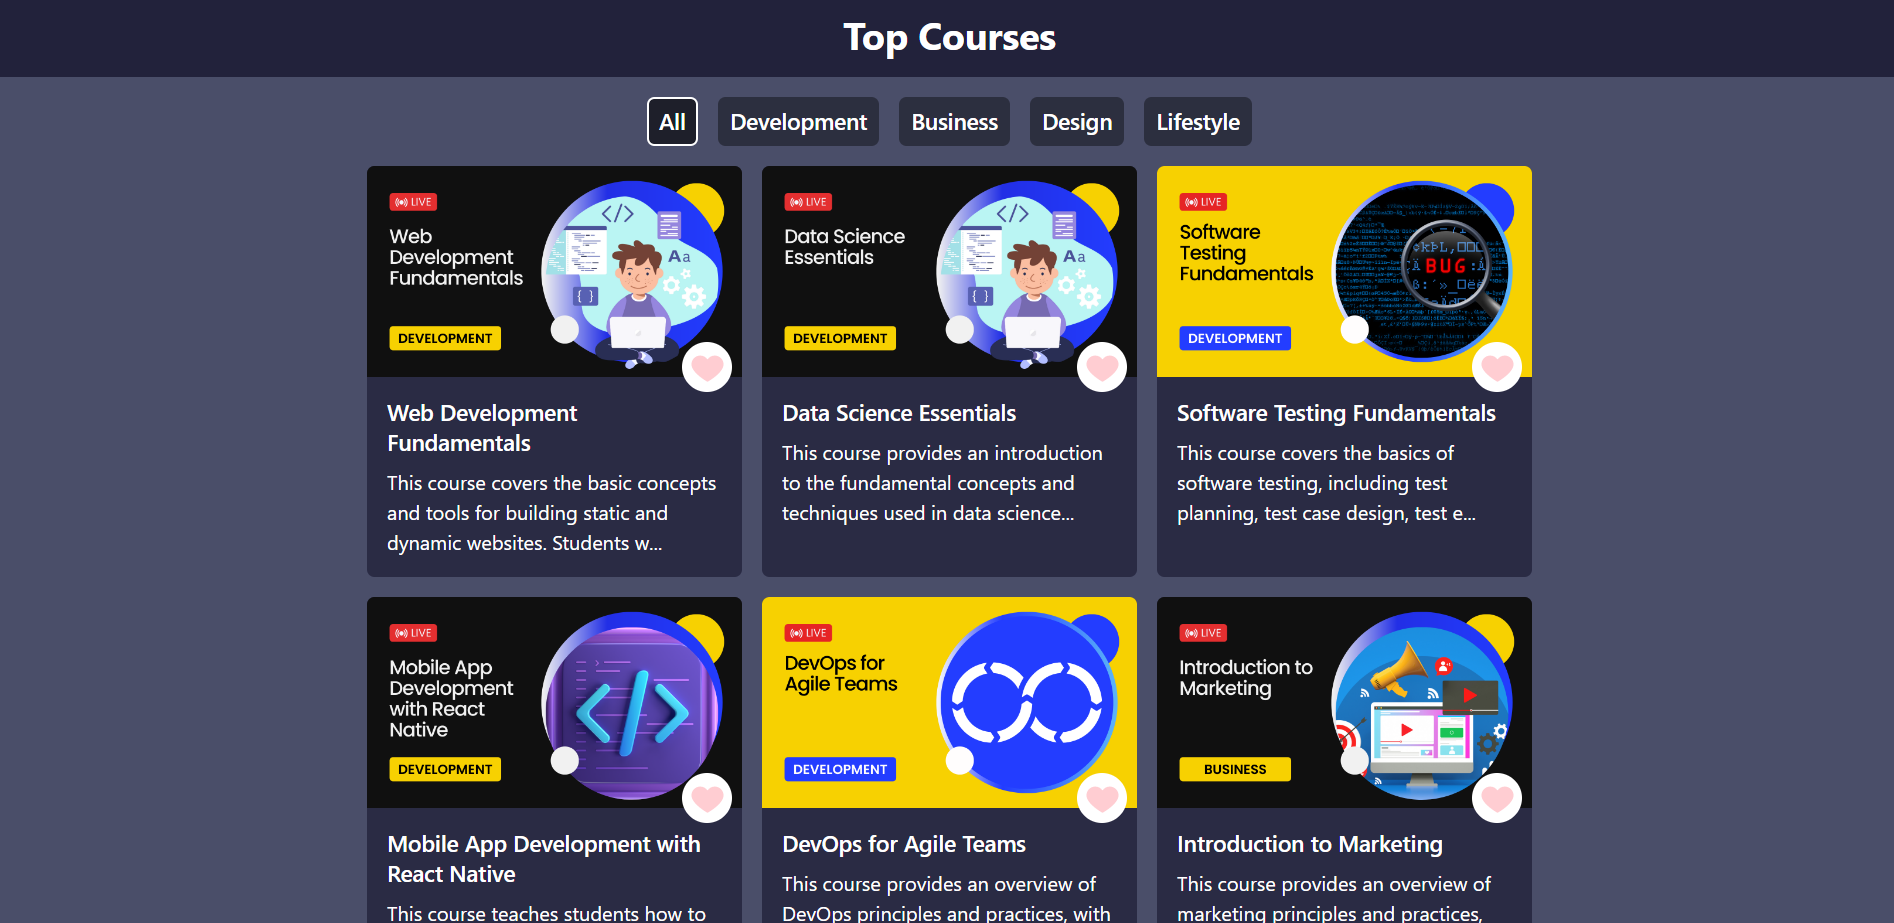 Top Courses
All
Development
Business
Design
Lifestyle
LIVE
Web
Development
Fundamentals
DEVELOPMENT
Web Development
Fundamentals
This course covers the basic concepts
and tools for building static and
dynamic websites. Students w...
LIVE
Data Science
Essentials
DEVELOPMENT
Data Science Essentials
This course provides an introduction
to the fundamental concepts and
techniques used in data science...
LIVE
Software
Testing
Fundamentals
BUG
DEVELOPMENT
Software Testing Fundamentals
This course covers the basics of
software testing, including test
planning, test case design, test e...
LIVE
Mobile App
Development
with React
Native
DEVELOPMENT
Mobile App Development with
React Native
This course teaches students how to
LIVE
DevOps for
Agile Teams
DEVELOPMENT
DevOps for Agile Teams
This course provides an overview of
DevOps principles and practices, with
LIVE
Introduction to
Marketing
BUSINESS
Introduction to Marketing
This course provides an overview of
marketing principles and practices,